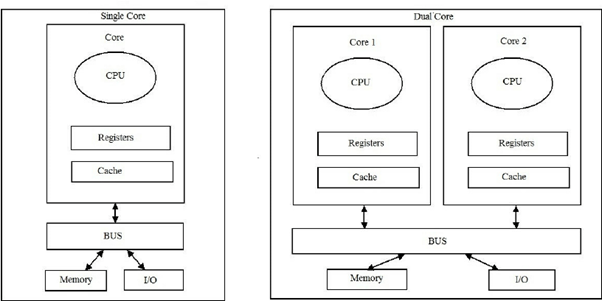 Single Core
Core
CPU
Registers
Cache
BUS
Memory
I/O
Dual Core
Core 1
CPU
Registers
Cache
Core 2
CPU
Registers
Cache
BUS
Memory
I/O